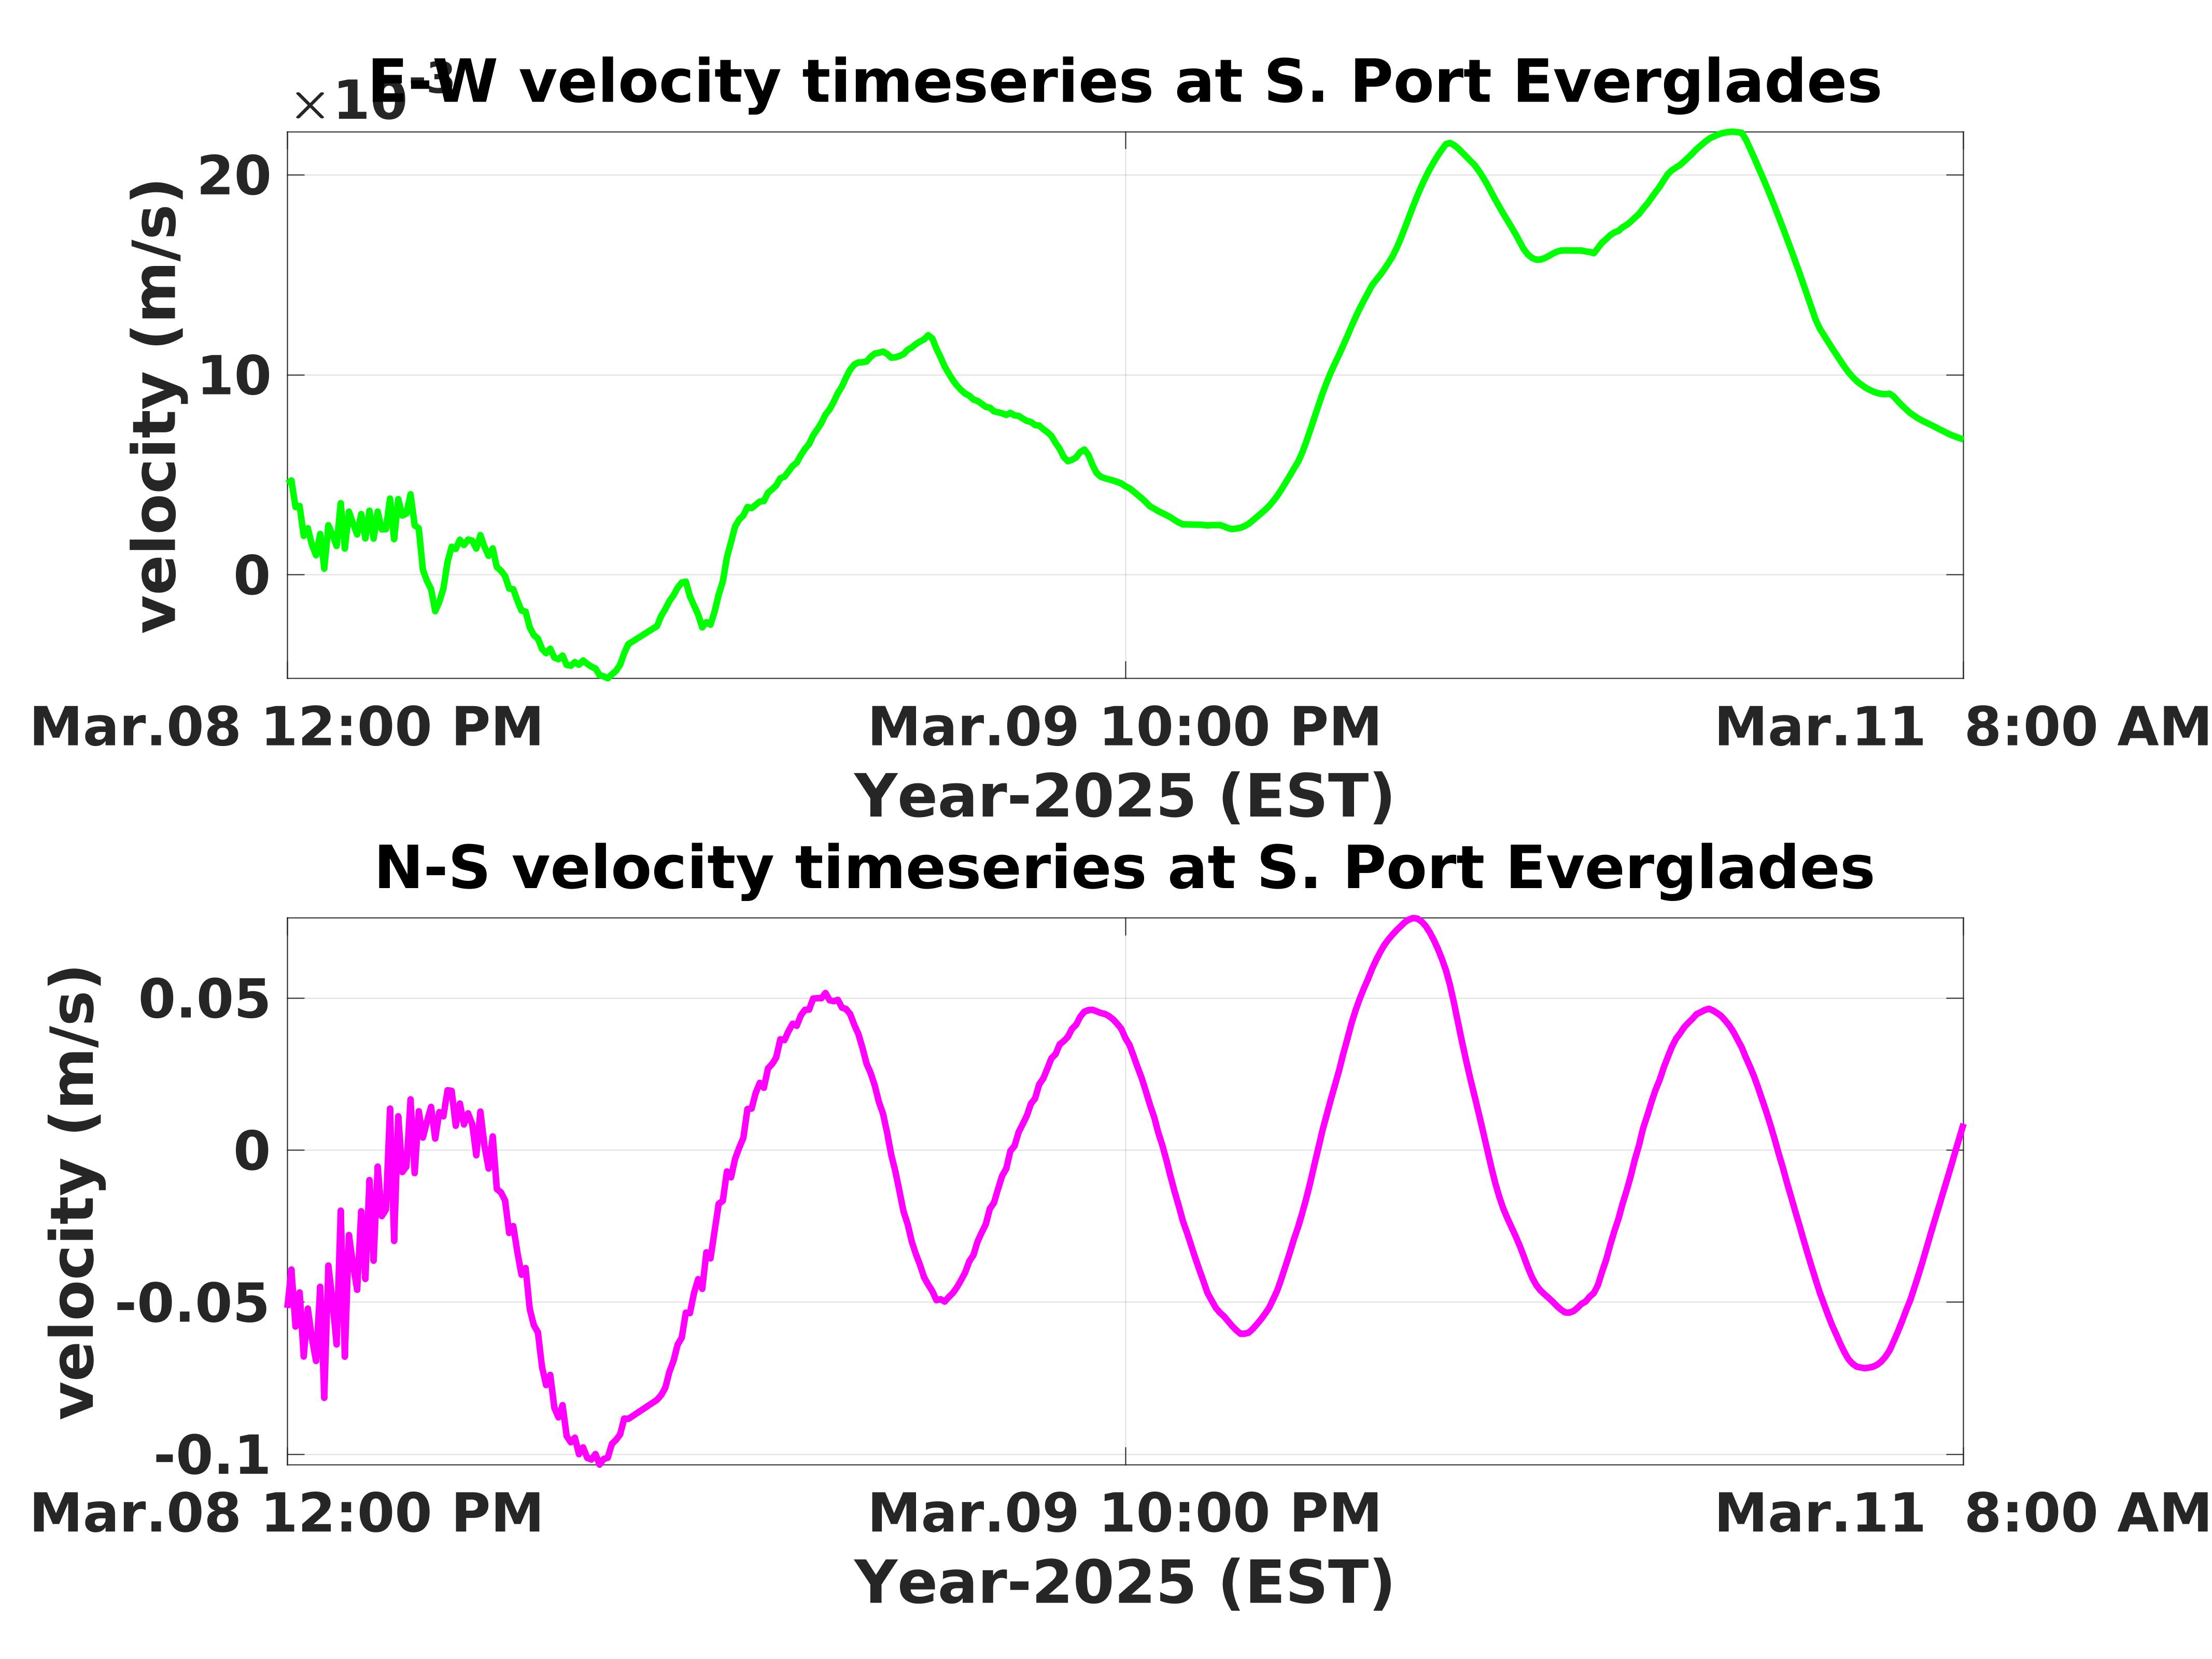 E-W velocity timeseries at S. Port Everglades
×10-3
velocity (m/s)
20
10
0
Mar.08 12:00 PM Mar.09 10:00 PM Mar.11 8:00 AM
Year-2025 (EST)
N-S velocity timeseries at S. Port Everglades
velocity (m/s)
0.05
0
-0.05
-0.1
Mar.08 12:00 PM Mar.09 10:00 PM Mar.11 8:00 AM
Year-2025 (EST)